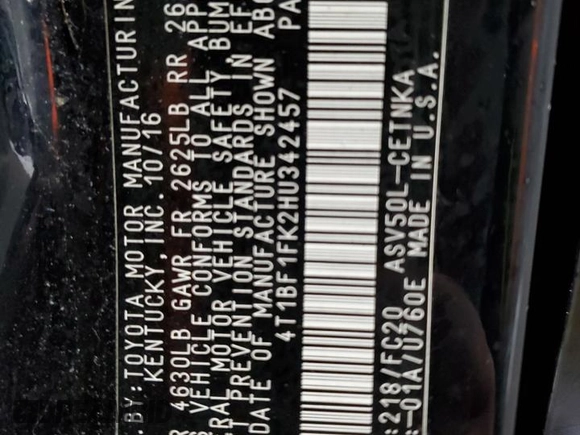 .BY: TOYOTA MOTOR MANUFACTURIN
KENTUCKY, INC. 10/16
R 4630LB GAWR FR 2625LB RR 26
VEHICLE CONFORMS TO ALL APP
RAL MOTOR VEHICLE SAFETY BUM
T PREVENTION STANDARDS IN EF
DATE OF MANUFACTURE SHOWN ABO
4T1BF1FK2HU342457 PA
:218/FC20 ASV50L-CETNKA
:-01A/U760E MADE IN U.S.A.